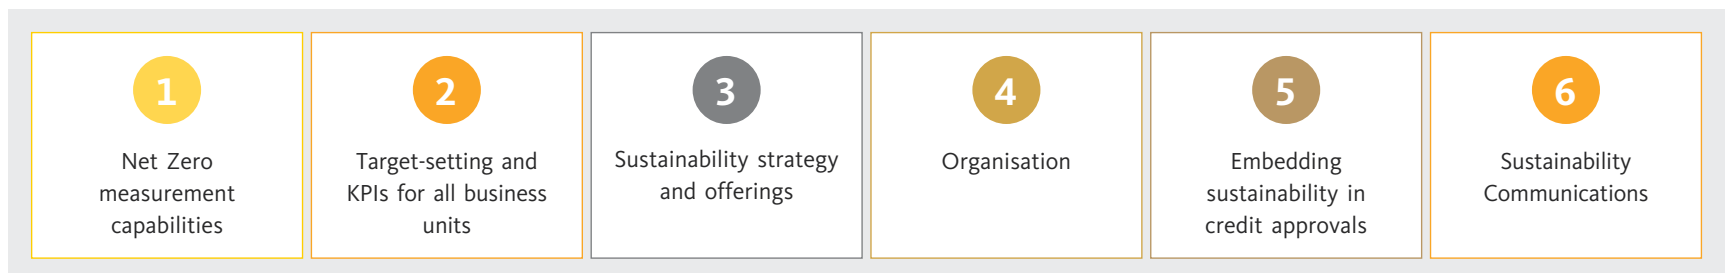 1
Net Zero
measurement
capabilities
2
Target-setting and
KPIs for all business
units
3
Sustainability strategy
and offerings
4
Organisation
5
Embedding
sustainability in
credit approvals
6
Sustainability
Communications